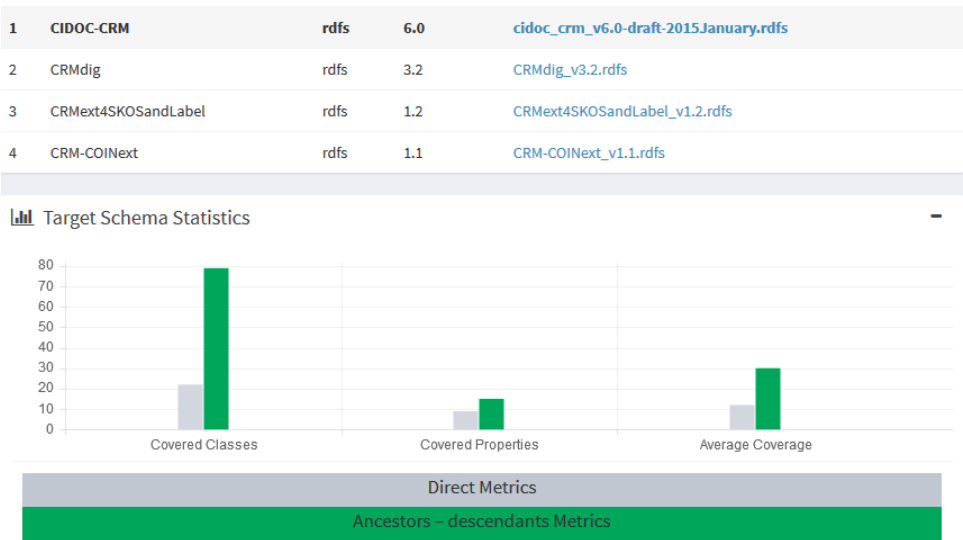 1 CIDOC-CRM rdfs 6.0 cidoc_crm_v6.0-draft-2015January.rdfs
2 CRMdig rdfs 3.2 CRMdig_v3.2.rdfs
3 CRMext4SKOSandLabel rdfs 1.2 CRMext4SKOSandLabel_v1.2.rdfs
4 CRM-COINext rdfs 1.1 CRM-COINext_v1.1.rdfs
Target Schema Statistics
80
70
60
50
40
30
20
10
0
Covered Classes Covered Properties Average Coverage
Direct Metrics
Ancestors – descendants Metrics